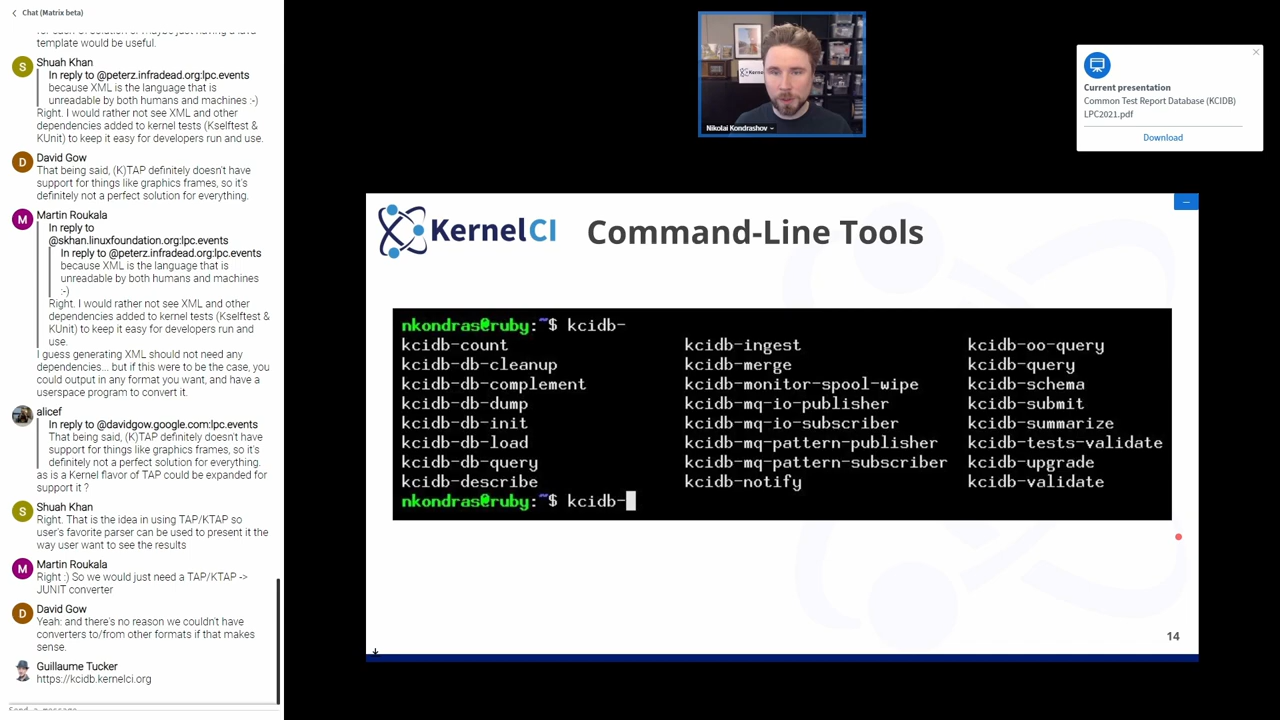 Chat (Matrix beta)
template would be useful.
Shuah Khan
In reply to @peterz.infradead.org:lpc.events
because XML is the language that is
unreadable by both humans and machines :-)
Right. I would rather not see XML and other
dependencies added to kernel tests (Kselftest &
KUnit) to keep it easy for developers run and use.
David Gow
That being said, (K)TAP definitely doesn't have
support for things like graphics frames, so it's
definitely not a perfect solution for everything.
Martin Roukala
In reply to
@skhan.linuxfoundation.org:lpc.events
In reply to @peterz.infradead.org:lpc.events
because XML is the language that is
unreadable by both humans and machines
:-)
Right. I would rather not see XML and other
dependencies added to kernel tests (Kselftest &
KUnit) to keep it easy for developers run and
use.
I guess generating XML should not need any
dependencies... but if this were to be the case, you
could output in any format you want, and have a
userspace program to convert it.
alicef
In reply to @davidgow.google.com:lpc.events
That being said, (K)TAP definitely doesn't have
support for things like graphics frames, so it's
definitely not a perfect solution for everything.
as is a Kernel flavor of TAP could be expanded for
support it ?
Shuah Khan
Right. That is the idea in using TAP/KTAP so
user's favorite parser can be used to present it the
way user want to see the results
Martin Roukala
Right :) So we would just need a TAP/KTAP ->
JUNIT converter
David Gow
Yeah: and there's no reason we couldn't have
converters to/from other formats if that makes
sense.
Guillaume Tucker
https://kcidb.kernelci.org
Send a message
Nikolai Kondrashov
Current presentation
Common Test Report Database (KCIDB)
LPC2021.pdf
Download
KernelCI
Command-Line Tools
nkondras@ruby:~$ kcidb-
kcidb-count kcidb-ingest kcidb-oo-query
kcidb-db-cleanup kcidb-merge kcidb-query
kcidb-db-complement kcidb-monitor-spool-wipe kcidb-schema
kcidb-db-dump kcidb-mq-io-publisher kcidb-submit
kcidb-db-init kcidb-mq-io-subscriber kcidb-summarize
kcidb-db-load kcidb-mq-pattern-publisher kcidb-tests-validate
kcidb-db-query kcidb-mq-pattern-subscriber kcidb-upgrade
kcidb-describe kcidb-notify kcidb-validate
nkondras@ruby:~$ kcidb-
14